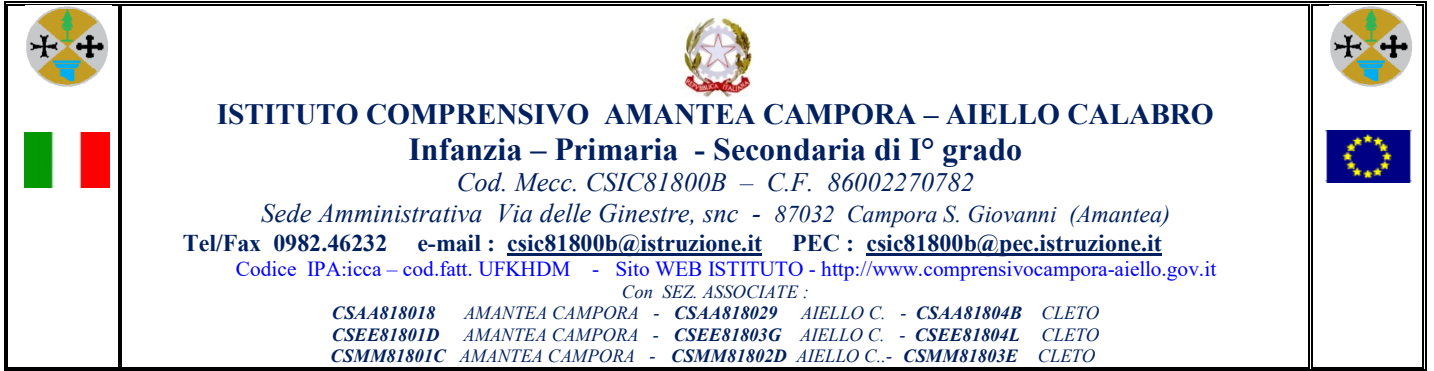 ISTITUTO COMPRENSIVO AMANTEA CAMPORA – AIELLO CALABRO
Infanzia – Primaria - Secondaria di I° grado
Cod. Mecc. CSIC81800B – C.F. 86002270782
Sede Amministrativa Via delle Ginestre, snc - 87032 Campora S. Giovanni (Amantea)
Tel/Fax 0982.46232 e-mail : csic81800b@istruzione.it PEC : csic81800b@pec.istruzione.it
Codice IPA:icca – cod.fatt. UFKHDM - Sito WEB ISTITUTO - http://www.comprensivocampora-aiello.gov.it
Con SEZ. ASSOCIATE :
CSAA818018 AMANTEA CAMPORA - CSAA818029 AIELLO C. - CSAA81804B CLETO
CSEE81801D AMANTEA CAMPORA - CSEE81803G AIELLO C. - CSEE81804L CLETO
CSMM81801C AMANTEA CAMPORA - CSMM81802D AIELLO C..- CSMM81803E CLETO